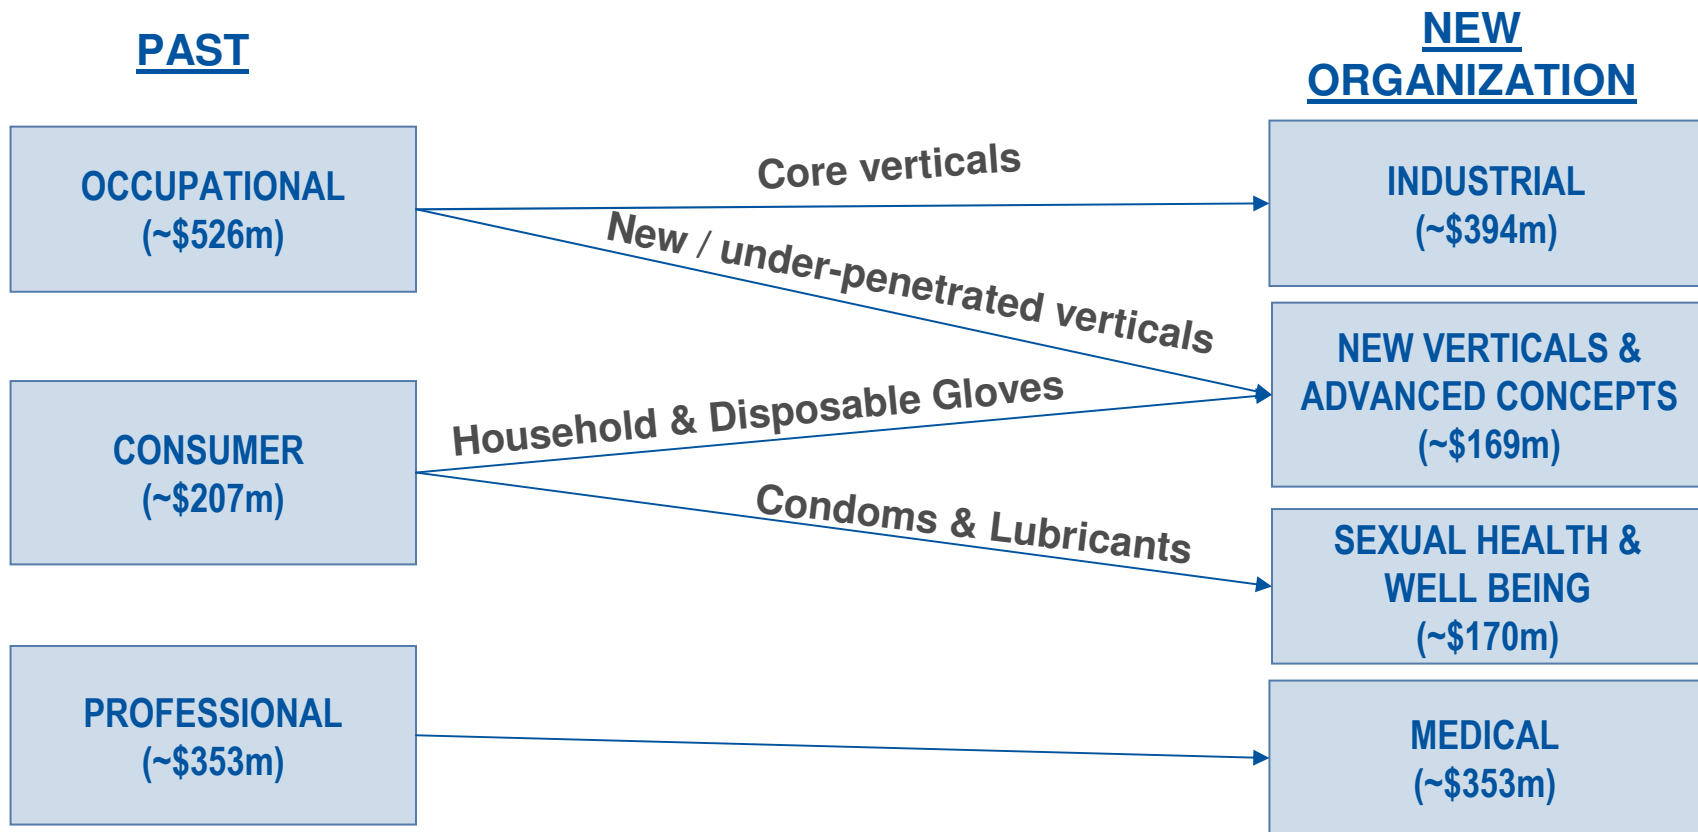 PAST
NEW
ORGANIZATION
OCCUPATIONAL
(~$526m)
Core verticals
INDUSTRIAL
(~$394m)
New / under-penetrated verticals
NEW VERTICALS &
ADVANCED CONCEPTS
(~$169m)
CONSUMER
(~$207m)
Household & Disposable Gloves
Condoms & Lubricants
SEXUAL HEALTH &
WELL BEING
(~$170m)
PROFESSIONAL
(~$353m)
MEDICAL
(~$353m)